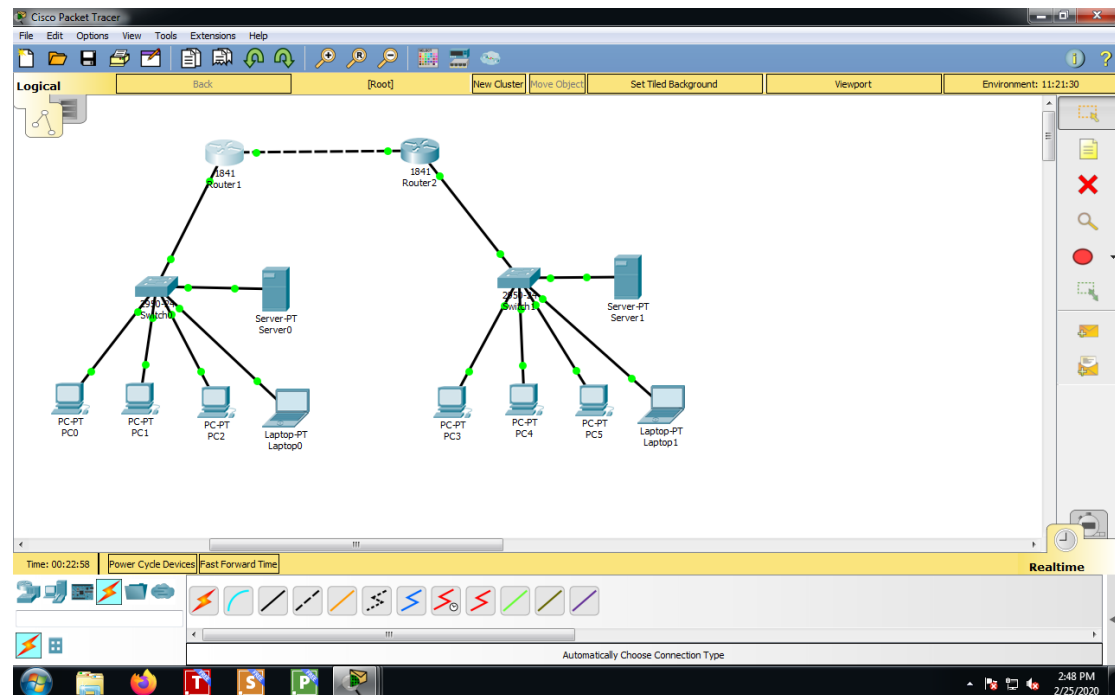 Cisco Packet Tracer
File Edit Options View Tools Extensions Help
Logical Back [Root] New Cluster Move Object Set Tiled Background Viewport Environment: 11:21:30
1841
Router1
1841
Router2
2950-24
Switch0
Server-PT
Server0
2950-24
Switch1
Server-PT
Server1
PC-PT
PC0
PC-PT
PC1
PC-PT
PC2
Laptop-PT
Laptop0
PC-PT
PC3
PC-PT
PC4
PC-PT
PC5
Laptop-PT
Laptop1
Time: 00:22:58 Power Cycle Devices Fast Forward Time Realtime
Automatically Choose Connection Type
T S P
2:48 PM
2/25/2020